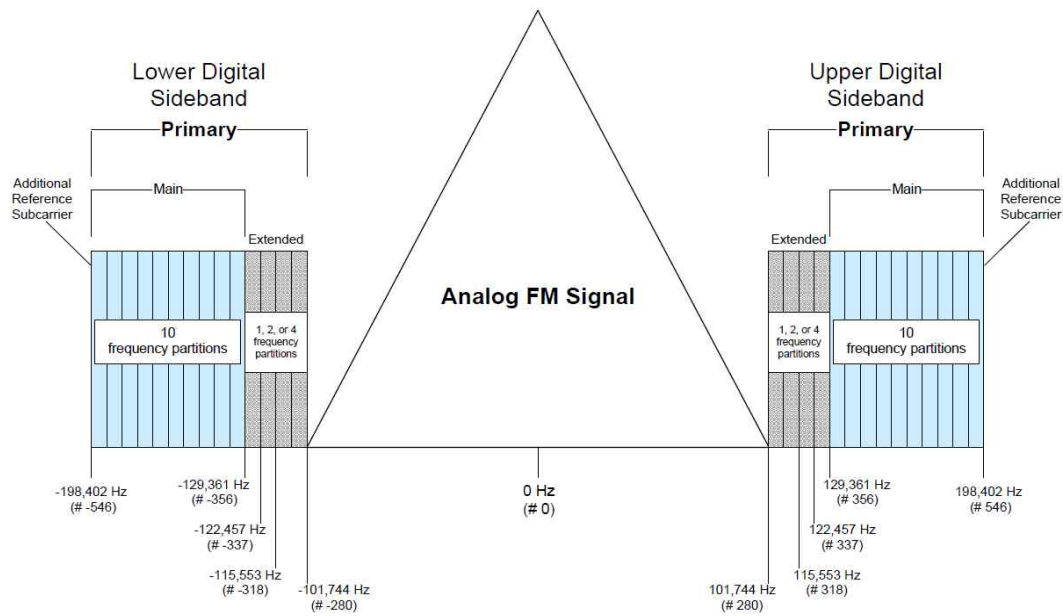 Lower Digital
Sideband
Primary
Upper Digital
Sideband
Primary
Additional
Reference
Subcarrier
Main
Extended
Main
Extended
Additional
Reference
Subcarrier
Analog FM Signal
10
frequency partitions
1, 2, or 4
frequency
partitions
1, 2, or 4
frequency
partitions
10
frequency partitions
-198,402 Hz
(# -546)
-129,361 Hz
(# -356)
-122,457 Hz
(# -337)
-115,553 Hz
(# -318)
-101,744 Hz
(# -280)
0 Hz
(# 0)
101,744 Hz
(# 280)
115,553 Hz
(# 318)
122,457 Hz
(# 337)
129,361 Hz
(# 356)
198,402 Hz
(# 546)